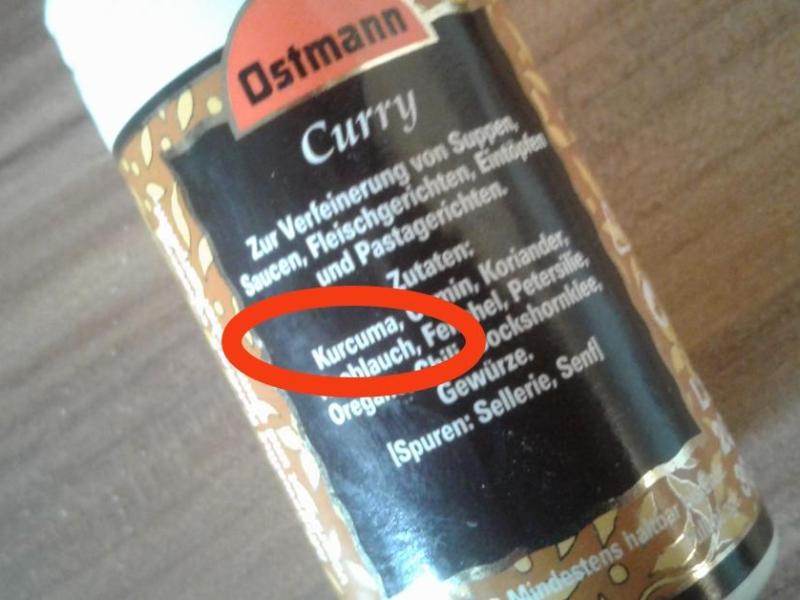 Ostmann
Curry
Zur Verfeinerung von Suppen,
Saucen, Fleischgerichten, Eintöpfen
und Pastagerichten.
Zutaten:
Kurcuma, Cumin, Koriander,
Knoblauch, Fenchel, Petersilie,
Oregano, Chili, Bockshornklee,
Gewürze.
[Spuren: Sellerie, Senf]
Mindestens haltbar